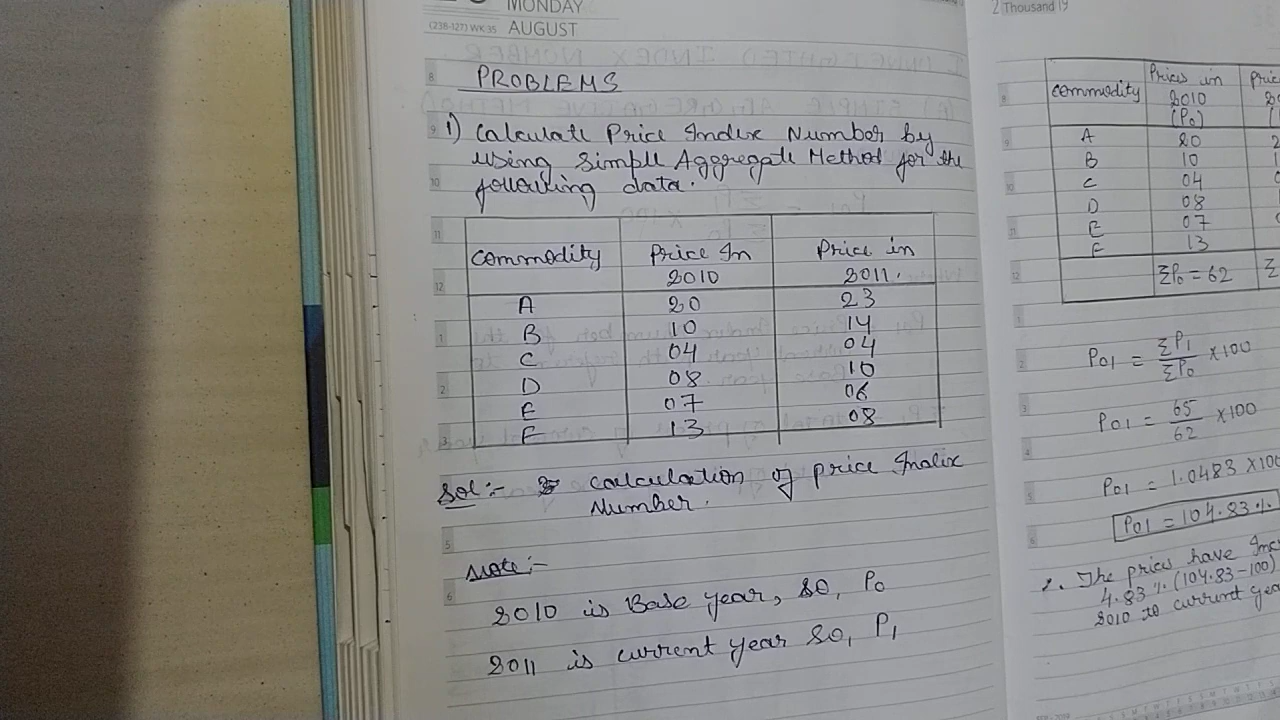 MONDAY
(238-127) WK 35 AUGUST
PROBLEMS
1) Calculate Price Index Number by
using Simple Aggregate Method for the
following data.
Commodity Price In 2010 Price in 2011.
A 20 23
B 10 14
C 04 04
D 08 10
E 07 06
F 13 08
Sol:- calculation of price Index
Number.
Note:-
2010 is Base year, So, P0
2011 is current year So, P1
2 Thousand 19
commodity Prices in 2010 (P0)
A 20
B 10
C 04
D 08
E 07
F 13
ΣP0 = 62 Σ
P01 = ΣP1 / ΣP0 X100
P01 = 65 / 62 X100
P01 = 1.0483 X100
P01 = 104.83 %
The prices have
4.83 % (104.83-100)
2010 to current